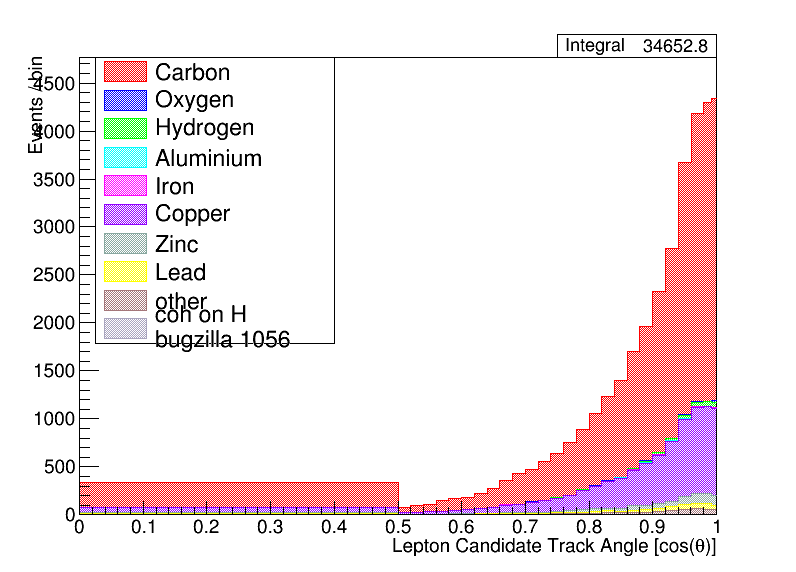 Integral 34652.8
Events / bin
4500
4000
3500
3000
2500
2000
1500
1000
500
0
Carbon
Oxygen
Hydrogen
Aluminium
Iron
Copper
Zinc
Lead
other
coh on H
bugzilla 1056
0 0.1 0.2 0.3 0.4 0.5 0.6 0.7 0.8 0.9 1
Lepton Candidate Track Angle [cos(θ)]